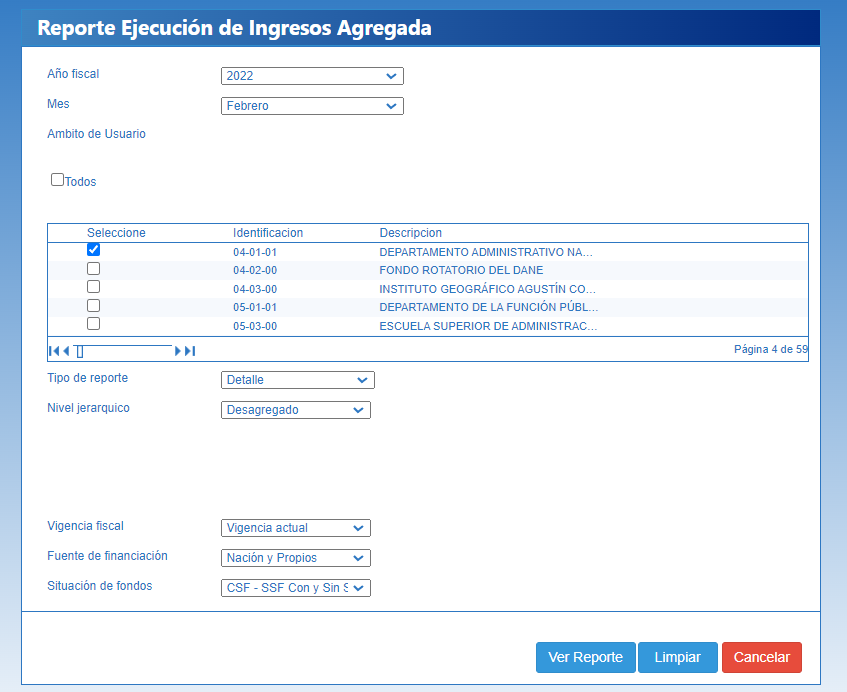 Reporte Ejecución de Ingresos Agregada
Año fiscal 2022
Mes Febrero
Ambito de Usuario
Todos
Seleccione Identificacion Descripcion
04-01-01 DEPARTAMENTO ADMINISTRATIVO NA...
04-02-00 FONDO ROTATORIO DEL DANE
04-03-00 INSTITUTO GEOGRÁFICO AGUSTÍN CO...
05-01-01 DEPARTAMENTO DE LA FUNCIÓN PÚBL...
05-03-00 ESCUELA SUPERIOR DE ADMINISTRAC...
Página 4 de 59
Tipo de reporte Detalle
Nivel jerarquico Desagregado
Vigencia fiscal Vigencia actual
Fuente de financiación Nación y Propios
Situación de fondos CSF - SSF Con y Sin S
Ver Reporte Limpiar Cancelar